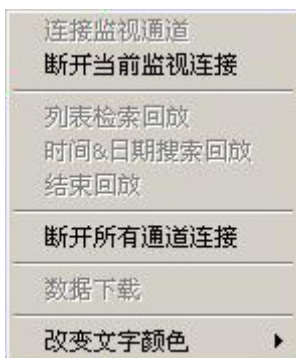 连接监视通道
断开当前监视连接
列表检索回放
时间&日期搜索回放
结束回放
断开所有通道连接
数据下载
改变文字颜色